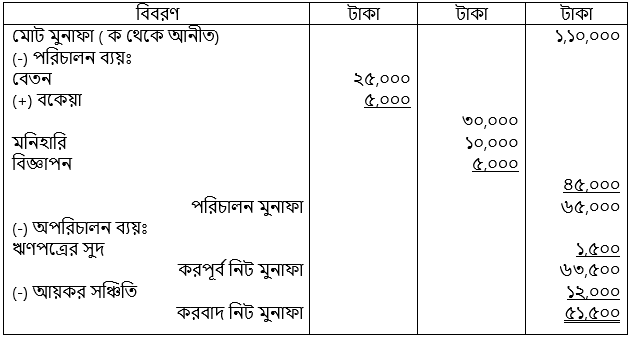 বিবরণ টাকা টাকা টাকা
মোট মুনাফা ( ক থেকে আনীত) ১,১০,০০০
(-) পরিচালন ব্যয়ঃ
বেতন ২৫,০০০
(+) বকেয়া ৫,০০০
৩০,০০০
মনিহারি ১০,০০০
বিজ্ঞাপন ৫,০০০
৪৫,০০০
পরিচালন মুনাফা ৬৫,০০০
(-) অপরিচালন ব্যয়ঃ
ঋণপত্রের সুদ ১,৫০০
করপূর্ব নিট মুনাফা ৬৩,৫০০
(-) আয়কর সঞ্চিতি ১২,০০০
করবাদ নিট মুনাফা ৫১,৫০০